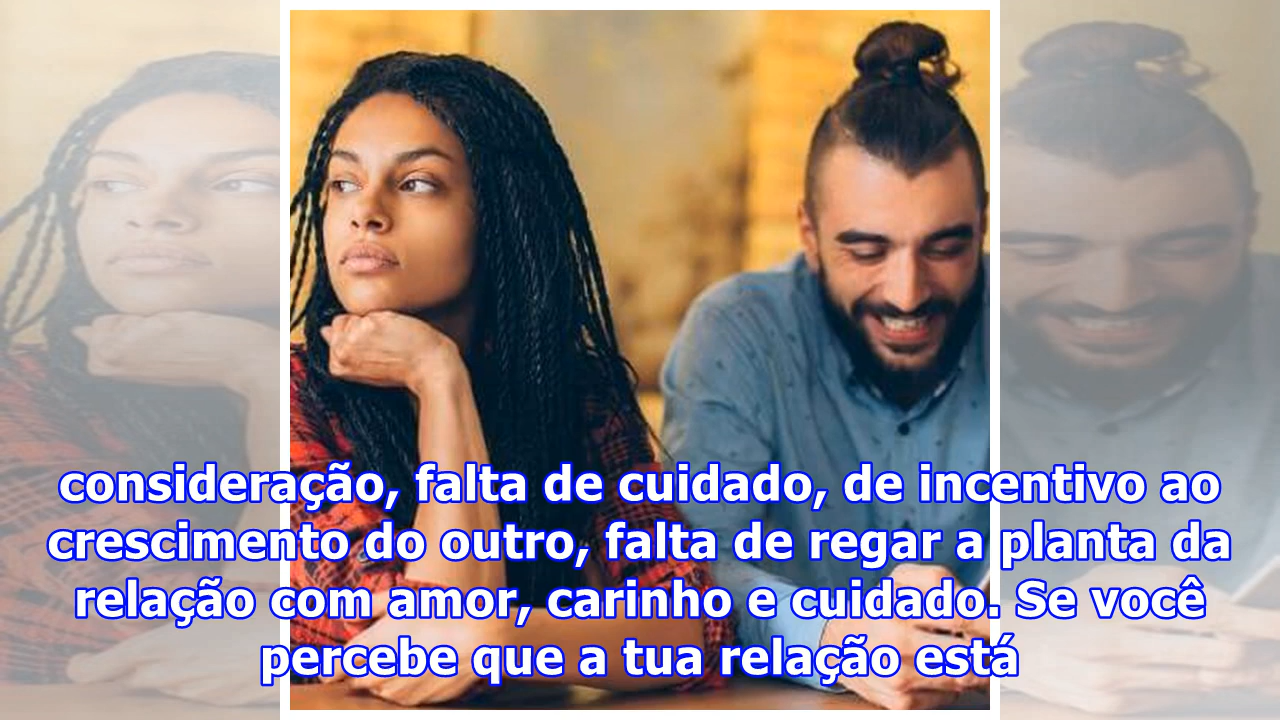 consideração, falta de cuidado, de incentivo ao
crescimento do outro, falta de regar a planta da
relação com amor, carinho e cuidado. Se você
percebe que a tua relação está